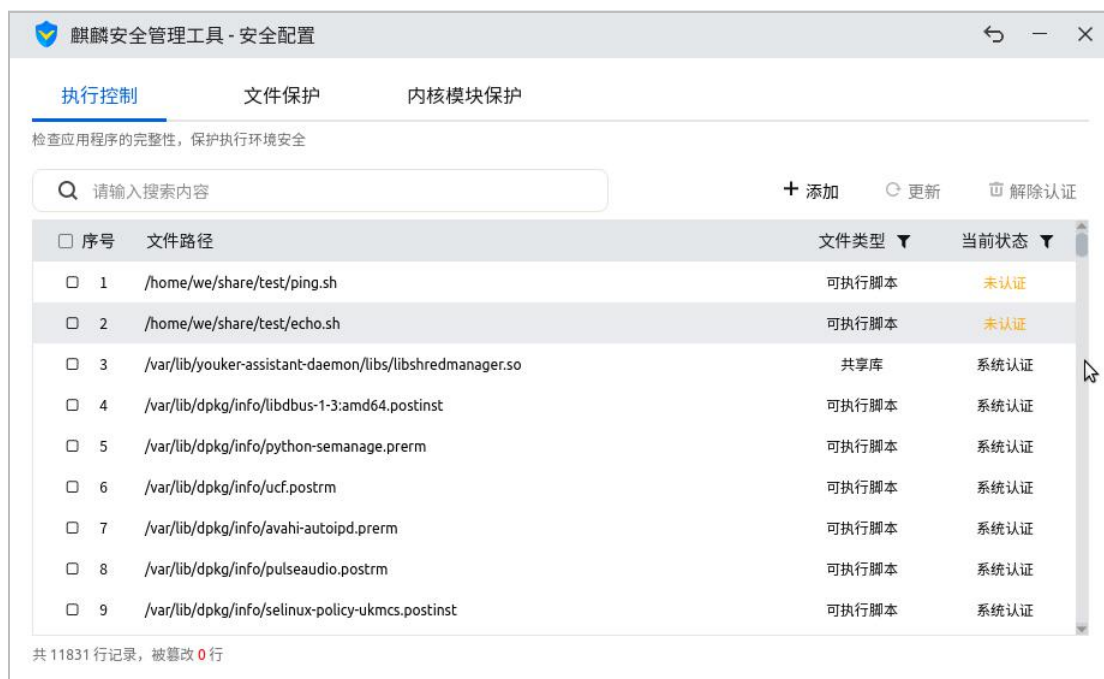 麒麟安全管理工具 - 安全配置
执行控制 文件保护 内核模块保护
检查应用程序的完整性，保护执行环境安全
请输入搜索内容 添加 更新 解除认证
序号 文件路径 文件类型 当前状态
1 /home/we/share/test/ping.sh 可执行脚本 未认证
2 /home/we/share/test/echo.sh 可执行脚本 未认证
3 /var/lib/youker-assistant-daemon/libs/libshredmanager.so 共享库 系统认证
4 /var/lib/dpkg/info/libdbus-1-3:amd64.postinst 可执行脚本 系统认证
5 /var/lib/dpkg/info/python-semanage.prerm 可执行脚本 系统认证
6 /var/lib/dpkg/info/ucf.postrm 可执行脚本 系统认证
7 /var/lib/dpkg/info/avahi-autoipd.prerm 可执行脚本 系统认证
8 /var/lib/dpkg/info/pulseaudio.postrm 可执行脚本 系统认证
9 /var/lib/dpkg/info/selinux-policy-ukmcs.postinst 可执行脚本 系统认证
共 11831 行记录，被篡改 0 行